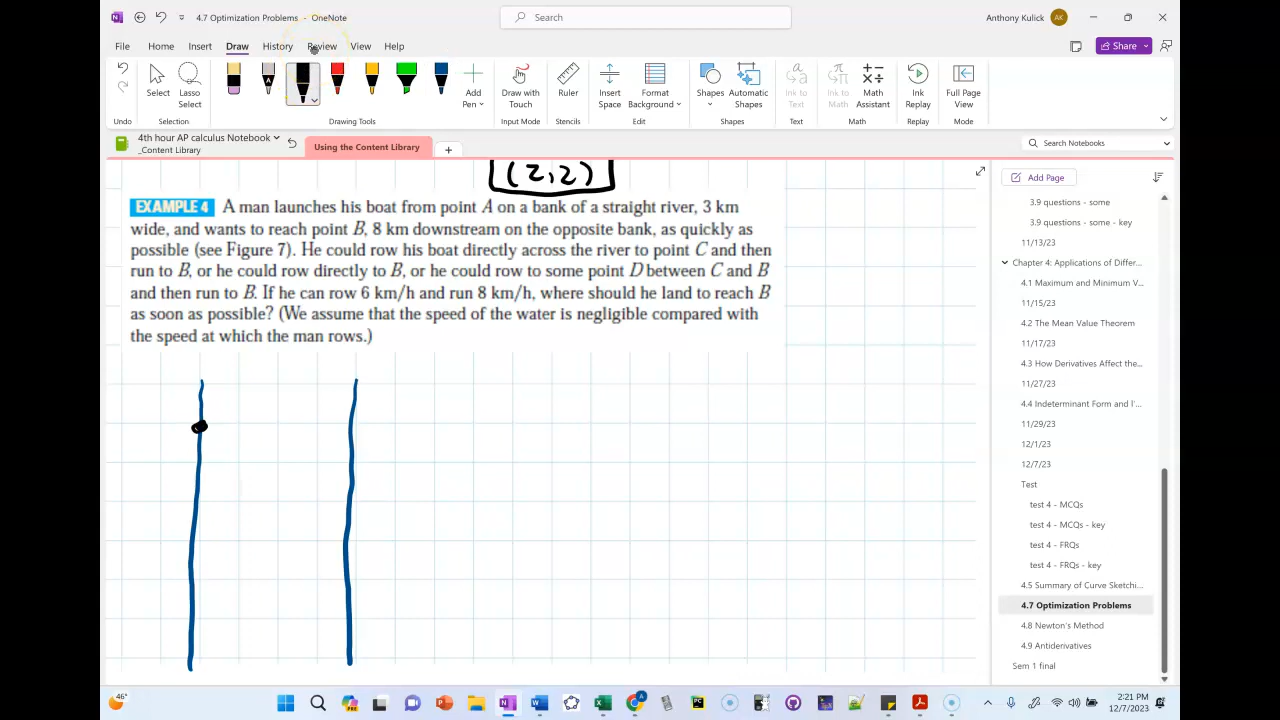 4.7 Optimization Problems - OneNote
Search
Anthony Kulick AK
File Home Insert Draw History Review View Help
Share
Undo
Select
Lasso Select
Add Pen
Draw with Touch
Ruler
Insert Space
Format Background
Shapes
Automatic Shapes
Ink to Text
Ink to Math
Math Assistant
Ink Replay
Full Page View
Selection
Drawing Tools
Input Mode
Stencils
Edit
Shapes
Text
Math
Replay
Mode
4th hour AP calculus Notebook
_Content Library
Using the Content Library
Search Notebooks
(2,2)
EXAMPLE 4 A man launches his boat from point A on a bank of a straight river, 3 km
wide, and wants to reach point B, 8 km downstream on the opposite bank, as quickly as
possible (see Figure 7). He could row his boat directly across the river to point C and then
run to B, or he could row directly to B, or he could row to some point D between C and B
and then run to B. If he can row 6 km/h and run 8 km/h, where should he land to reach B
as soon as possible? (We assume that the speed of the water is negligible compared with
the speed at which the man rows.)
Add Page
3.9 questions - some
3.9 questions - some - key
11/13/23
Chapter 4: Applications of Differ...
4.1 Maximum and Minimum V...
11/15/23
4.2 The Mean Value Theorem
11/17/23
4.3 How Derivatives Affect the...
11/27/23
4.4 Indeterminant Form and l'...
11/29/23
12/1/23
12/7/23
Test
test 4 - MCQs
test 4 - MCQs - key
test 4 - FRQs
test 4 - FRQs - key
4.5 Summary of Curve Sketchi...
4.7 Optimization Problems
4.8 Newton's Method
4.9 Antiderivatives
Sem 1 final
46°
2:21 PM
12/7/2023